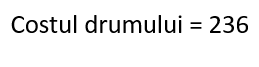 Costul drumului = 236